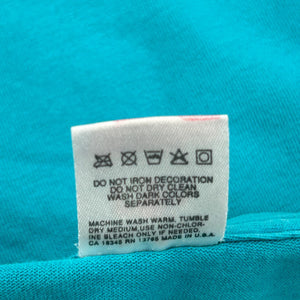 DO NOT IRON DECORATION
DO NOT DRY CLEAN
WASH DARK COLORS
SEPARATELY
MACHINE WASH WARM. TUMBLE
DRY MEDIUM, USE NON-CHLOR-
INE BLEACH ONLY IF NEEDED.
CA 18345 RN 13765 MADE IN U.S.A.